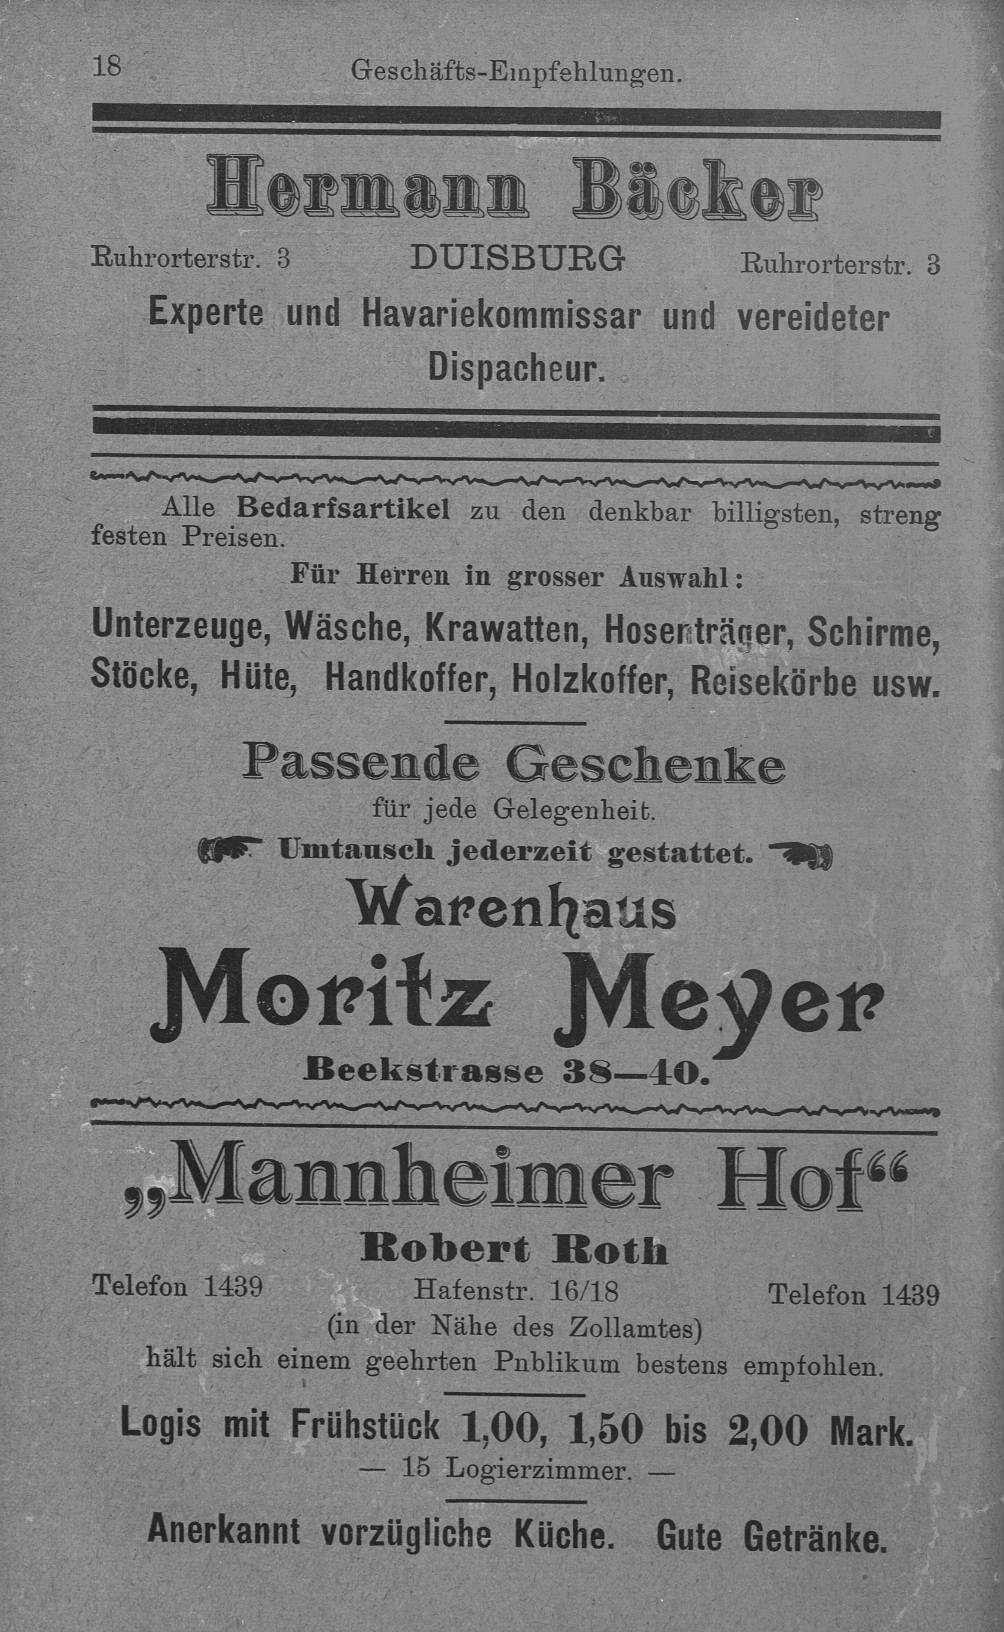 18 Geschäfts-Empfehlungen.
Hermann Bäcker
Ruhrorterstr. 3 DUISBURG Ruhrorterstr. 3
Experte und Havariekommissar und vereideter
Dispacheur.
Alle Bedarfsartikel zu den denkbar billigsten, streng
festen Preisen.
Für Herren in grosser Auswahl:
Unterzeuge, Wäsche, Krawatten, Hosenträger, Schirme,
Stöcke, Hüte, Handkoffer, Holzkoffer, Reisekörbe usw.
Passende Geschenke
für jede Gelegenheit.
Umtausch jederzeit gestattet.
Warenhaus
Moritz Meyer
Beekstrasse 38—40.
„Mannheimer Hof“
Robert Roth
Telefon 1439 Hafenstr. 16/18 Telefon 1439
(in der Nähe des Zollamtes)
hält sich einem geehrten Pnblikum bestens empfohlen.
Logis mit Frühstück 1,00, 1,50 bis 2,00 Mark.
— 15 Logierzimmer. —
Anerkannt vorzügliche Küche. Gute Getränke.